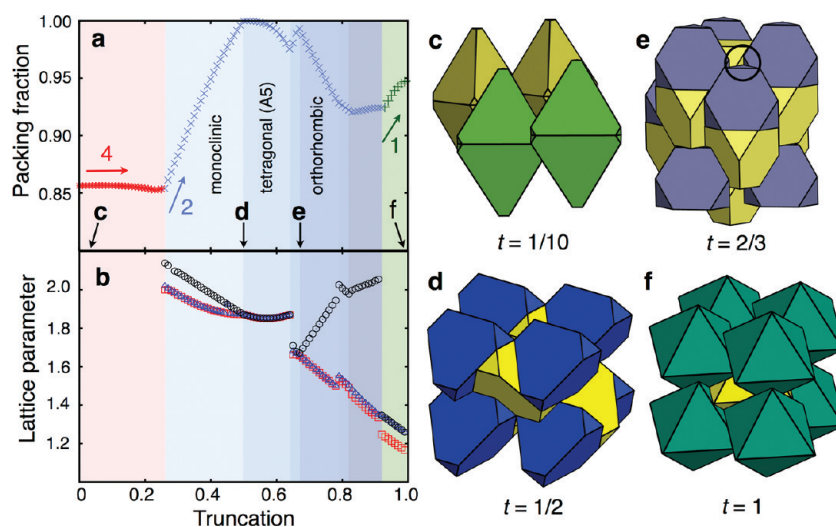 a
Packing fraction
1.00
0.95
0.90
0.85
4
2
1
monoclinic
tetragonal (A5)
orthorhombic
c
d
e
f
b
Lattice parameter
2.0
1.8
1.6
1.4
1.2
0
0.2
0.4
0.6
0.8
1.0
Truncation
c
t = 1/10
e
t = 2/3
d
t = 1/2
f
t = 1